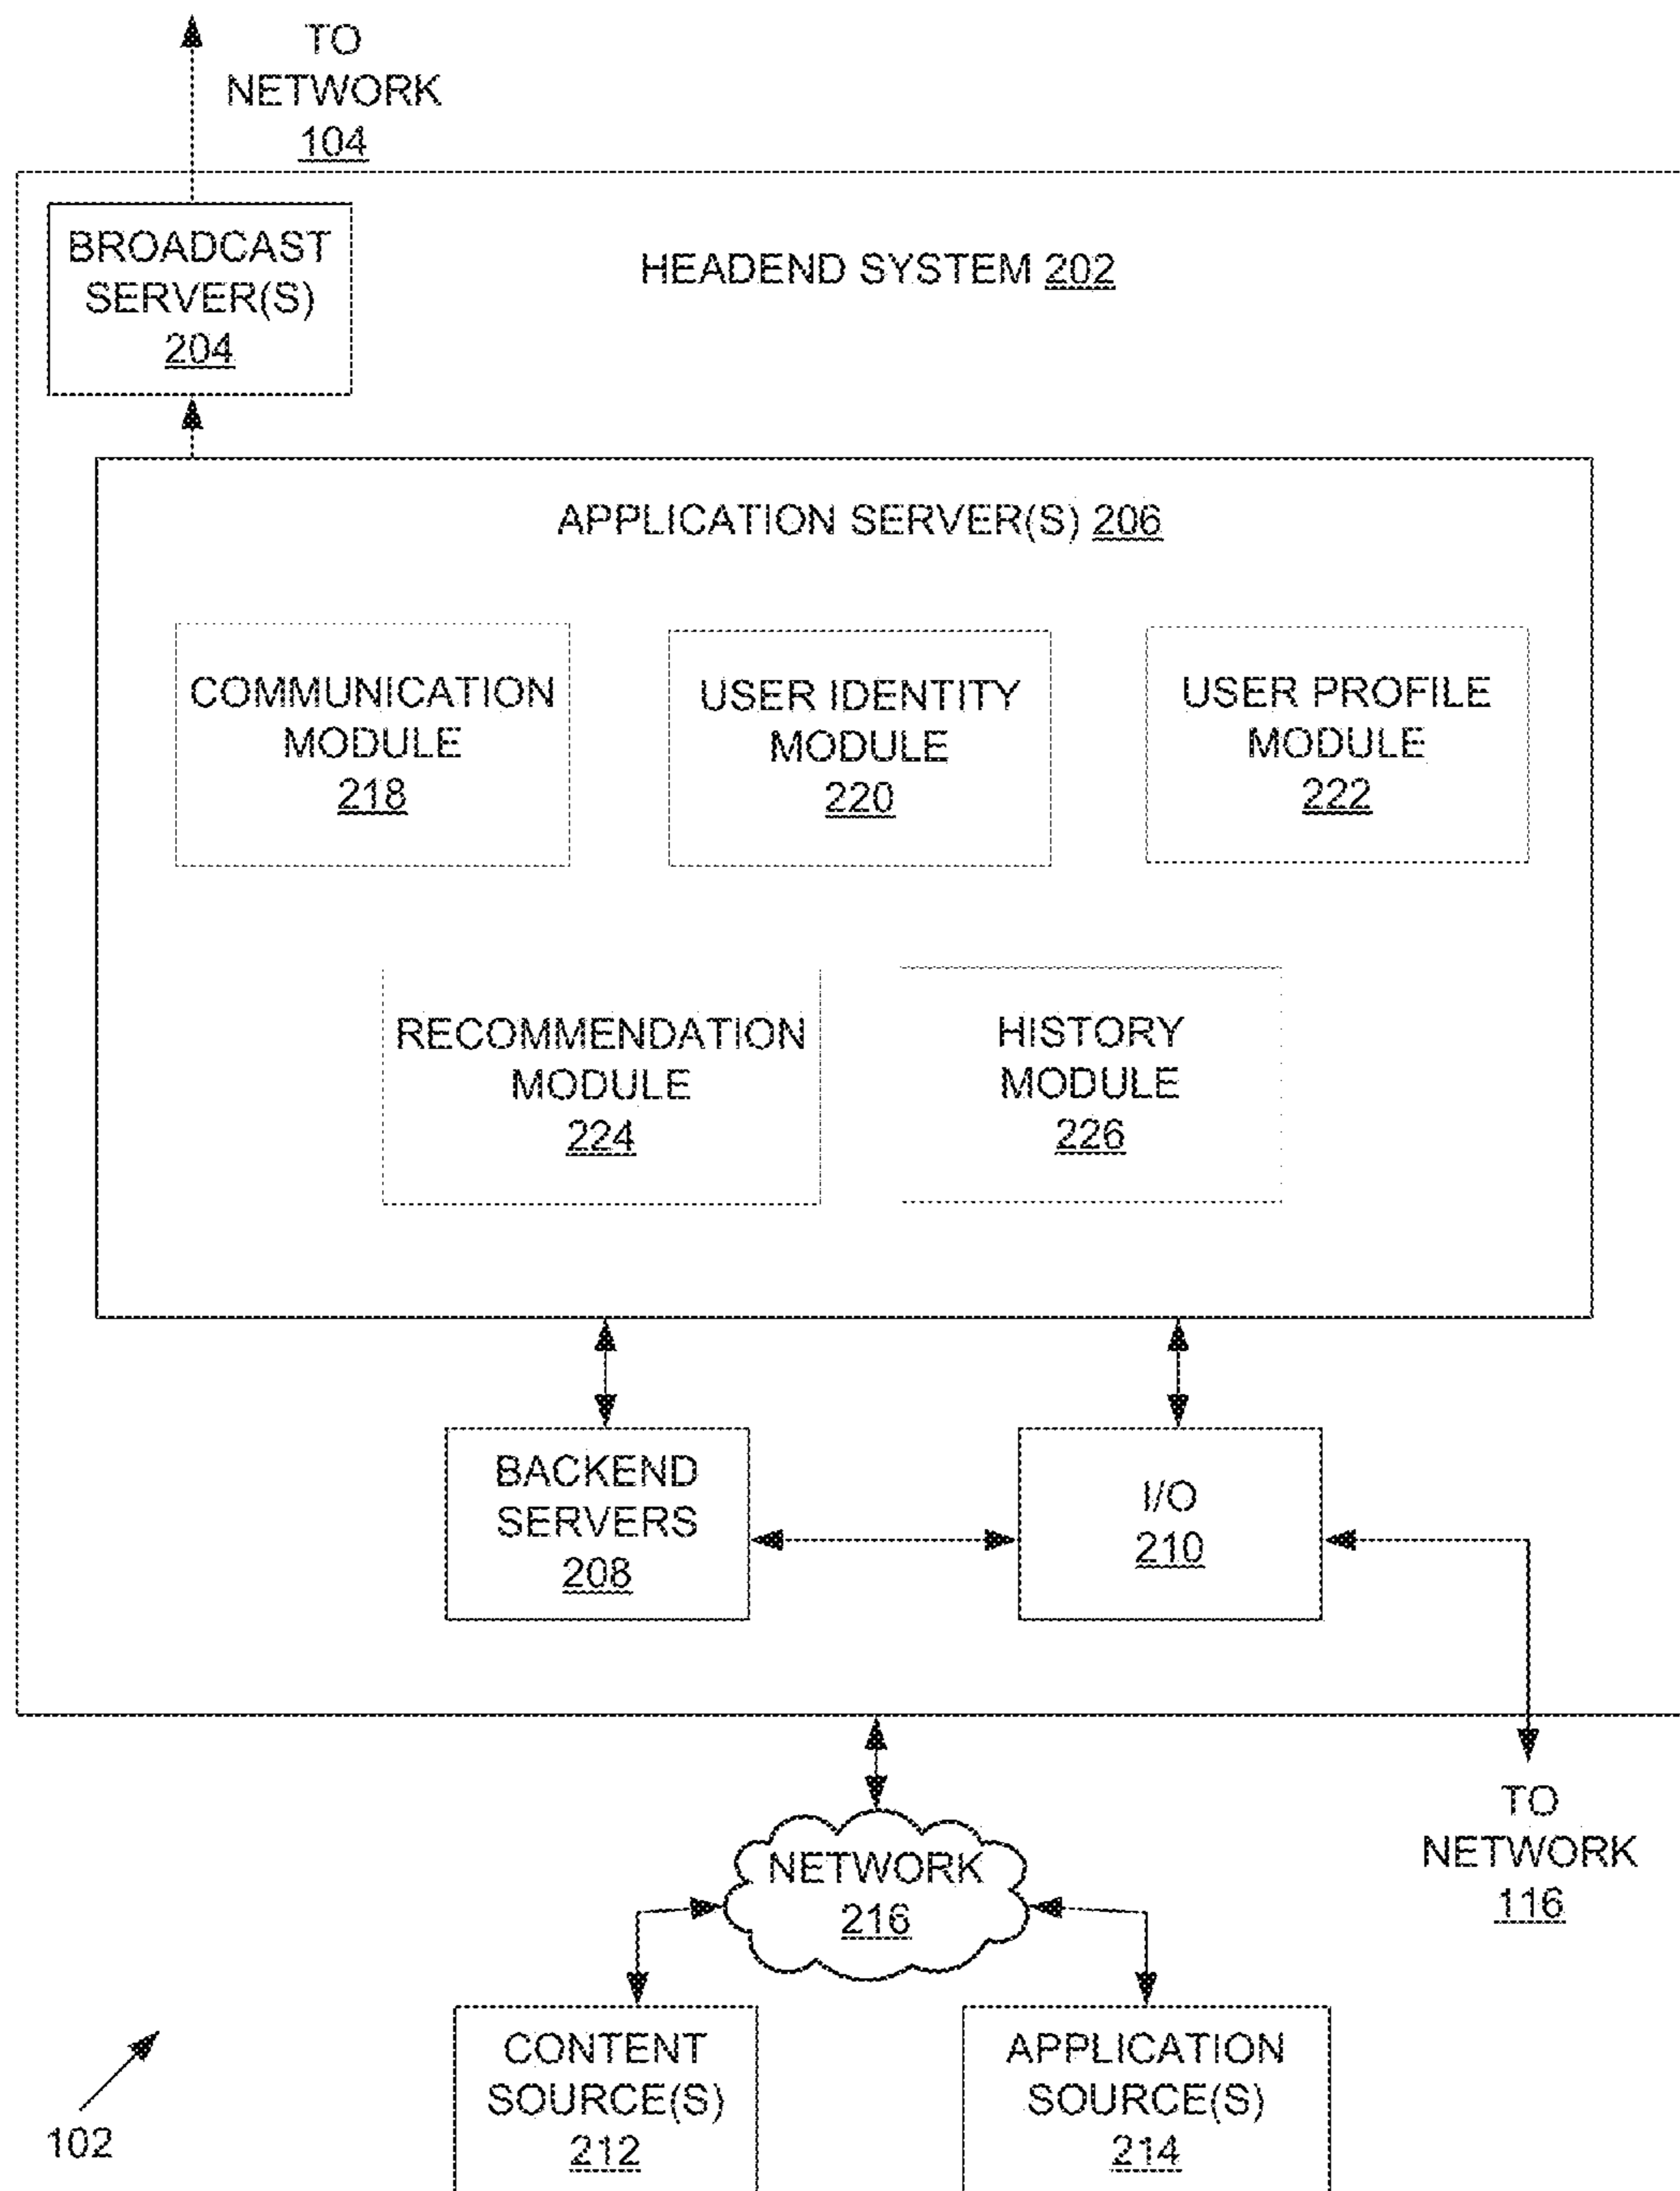 TO
NETWORK
104
BROADCAST
SERVER(S)
204
HEADEND SYSTEM 202
APPLICATION SERVER(S) 206
COMMUNICATION
MODULE
218
USER IDENTITY
MODULE
220
USER PROFILE
MODULE
222
RECOMMENDATION
MODULE
224
HISTORY
MODULE
226
BACKEND
SERVERS
208
I/O
210
NETWORK
216
TO
NETWORK
116
CONTENT
SOURCE(S)
212
APPLICATION
SOURCE(S)
214
102